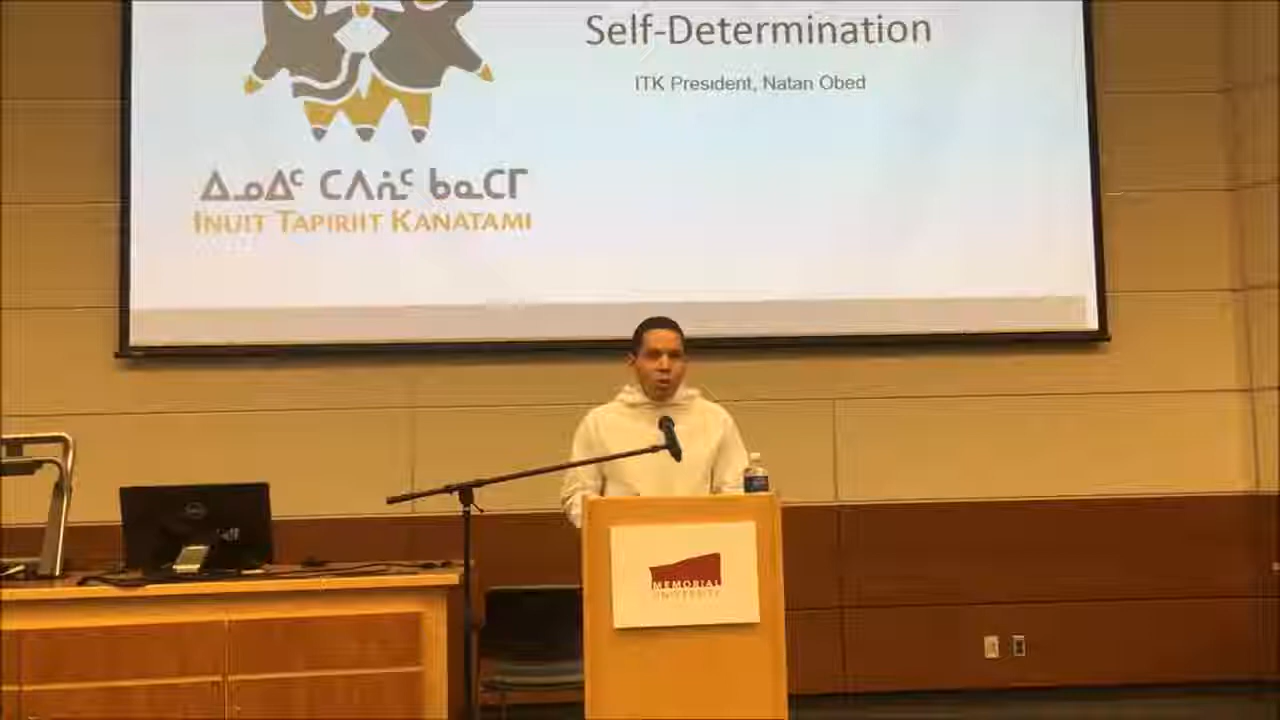 Self-Determination
ITK President, Natan Obed
ᐃᓄᐃᑦ ᑕᐱᕇᑦ ᑲᓇᑕᒥ
INUIT TAPIRIIT KANATAMI
MEMORIAL
UNIVERSITY